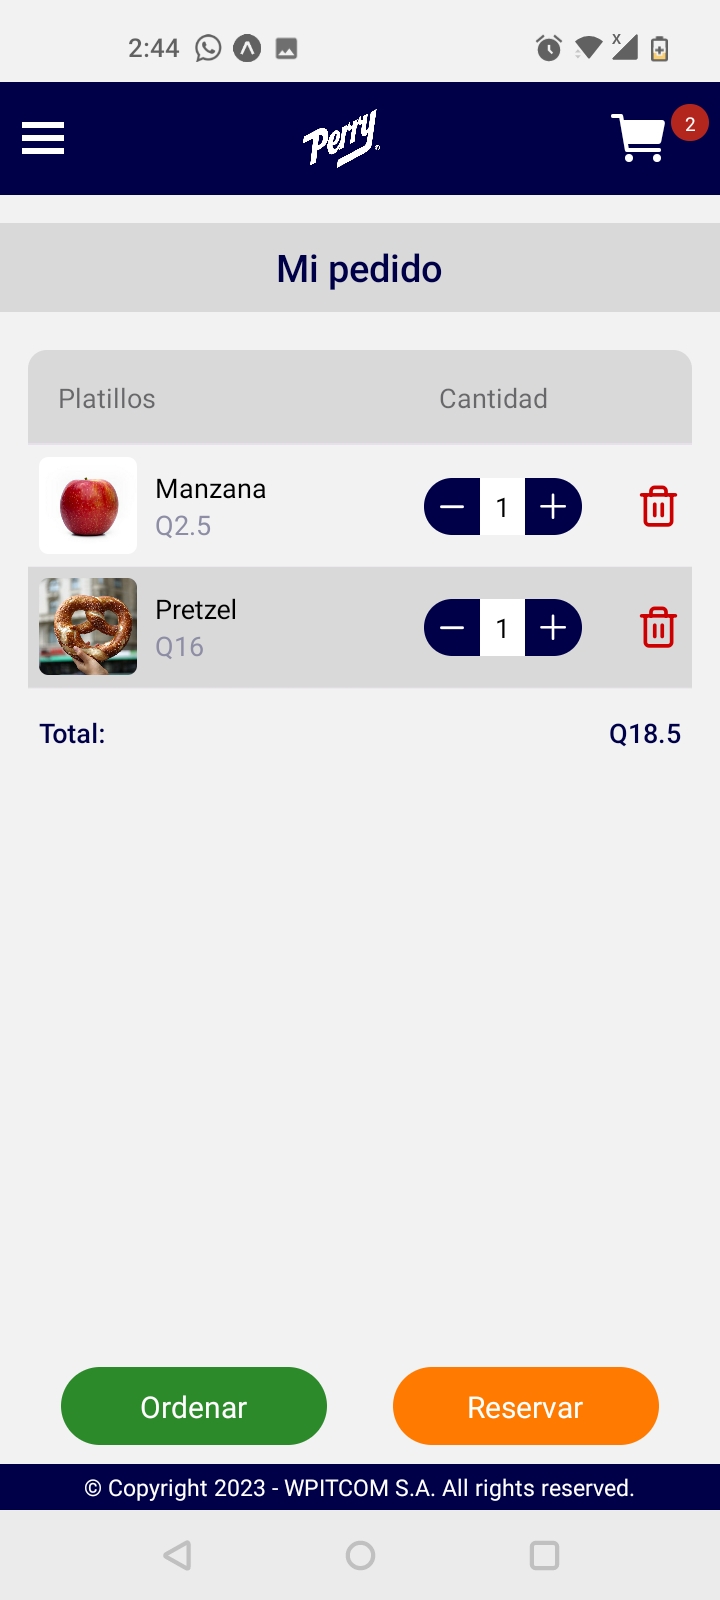 2:44
Perry
2
Mi pedido
Platillos Cantidad
Manzana
Q2.5
1
Pretzel
Q16
1
Total: Q18.5
Ordenar Reservar
© Copyright 2023 - WPITCOM S.A. All rights reserved.